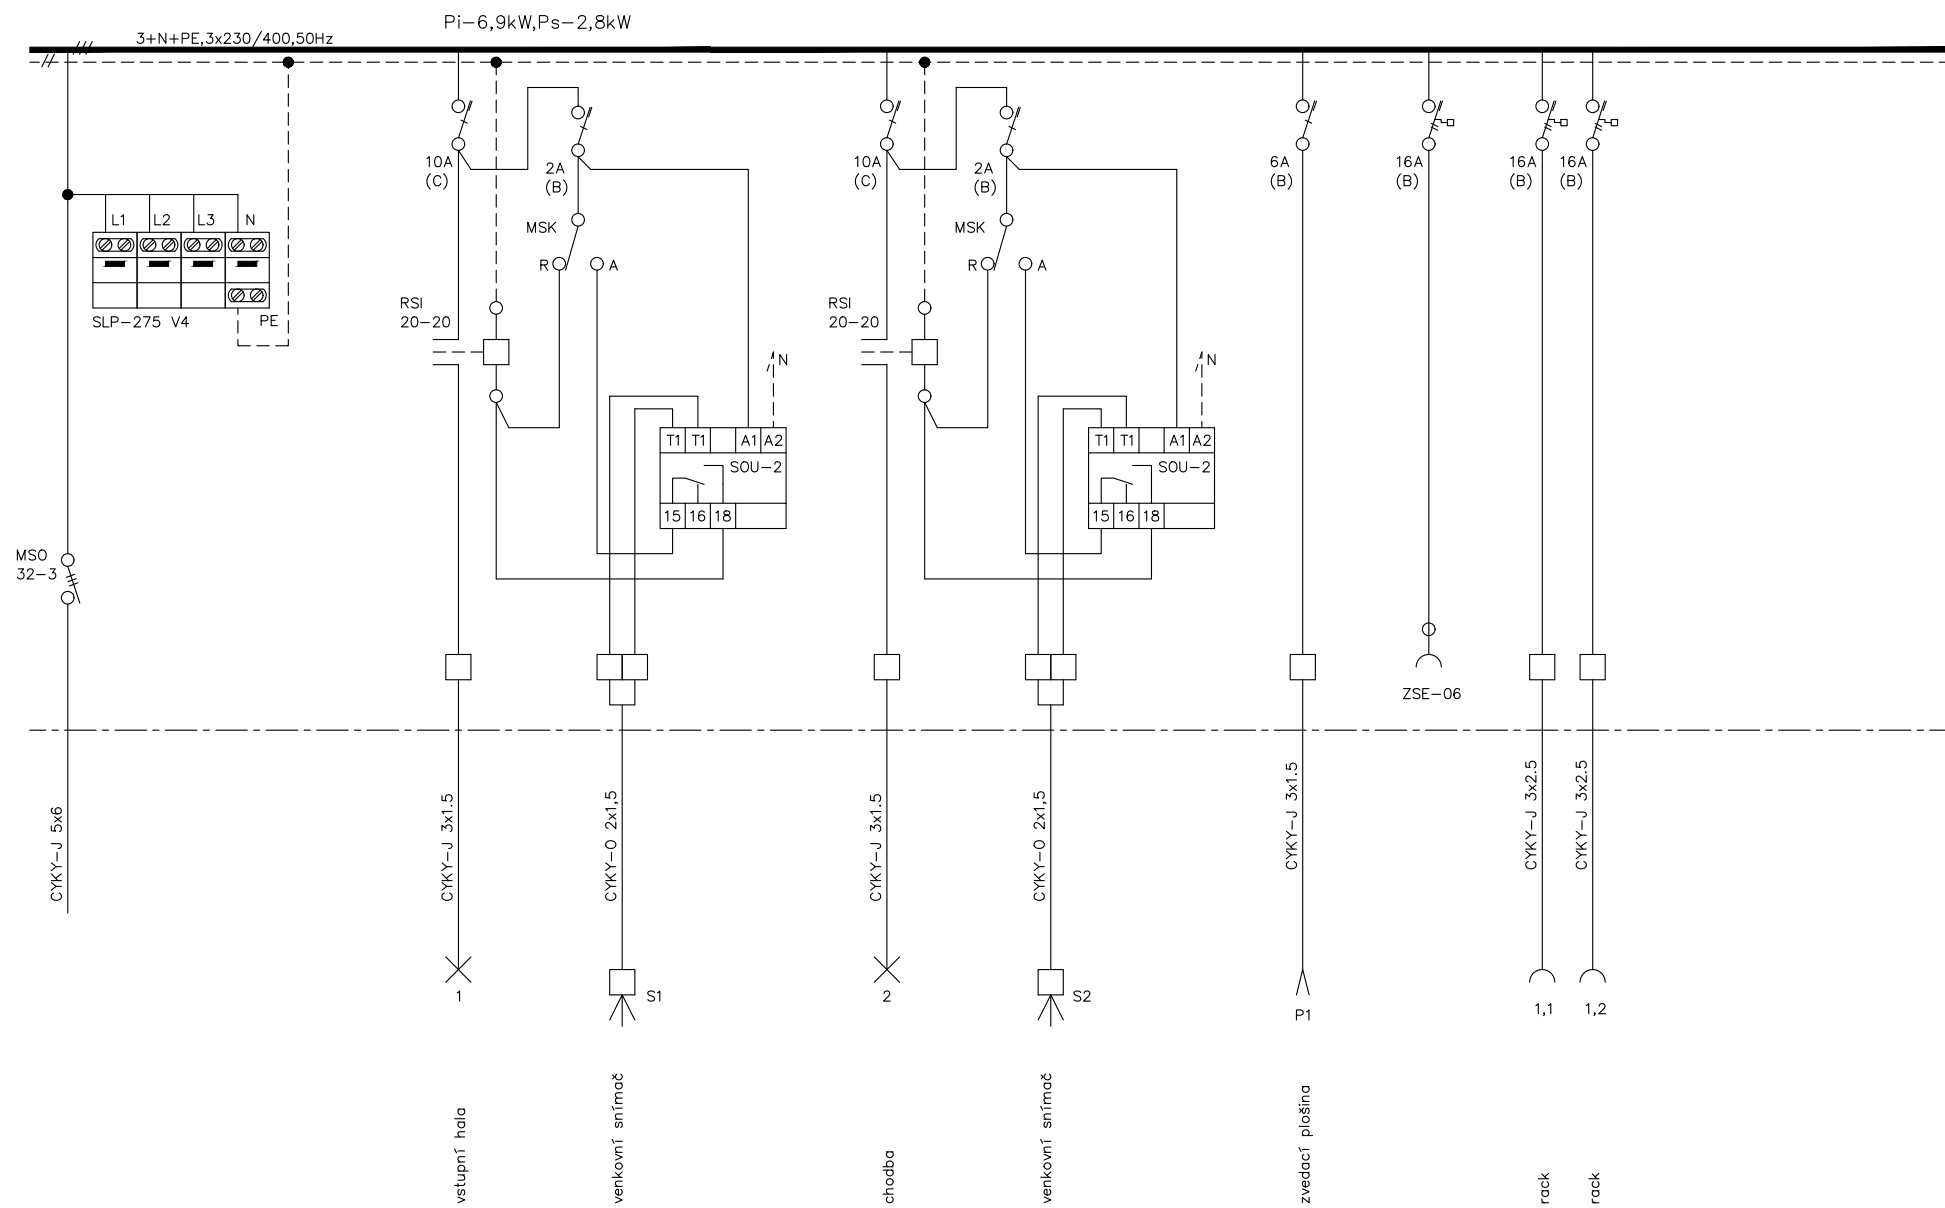 Pi-6,9kW,Ps-2,8kW
3+N+PE,3x230/400,50Hz
10A
(C)
2A
(B)
10A
(C)
2A
(B)
6A
(B)
16A
(B)
16A
(B)
16A
(B)
L1 L2 L3 N
SLP-275 V4 PE
MSK
R A
MSK
R A
RSI
20-20
RSI
20-20
N
N
T1 T1 A1 A2
SOU-2
15 16 18
T1 T1 A1 A2
SOU-2
15 16 18
MSO
32-3
ZSE-06
CYKY-J 5x6
CYKY-J 3x1.5
CYKY-O 2x1,5
CYKY-J 3x1.5
CYKY-O 2x1,5
CYKY-J 3x1.5
CYKY-J 3x2.5
CYKY-J 3x2.5
1
S1
2
S2
P1
1,1
1,2
vstupní hala
venkovní snímač
chodba
venkovní snímač
zvedací plošina
rack
rack